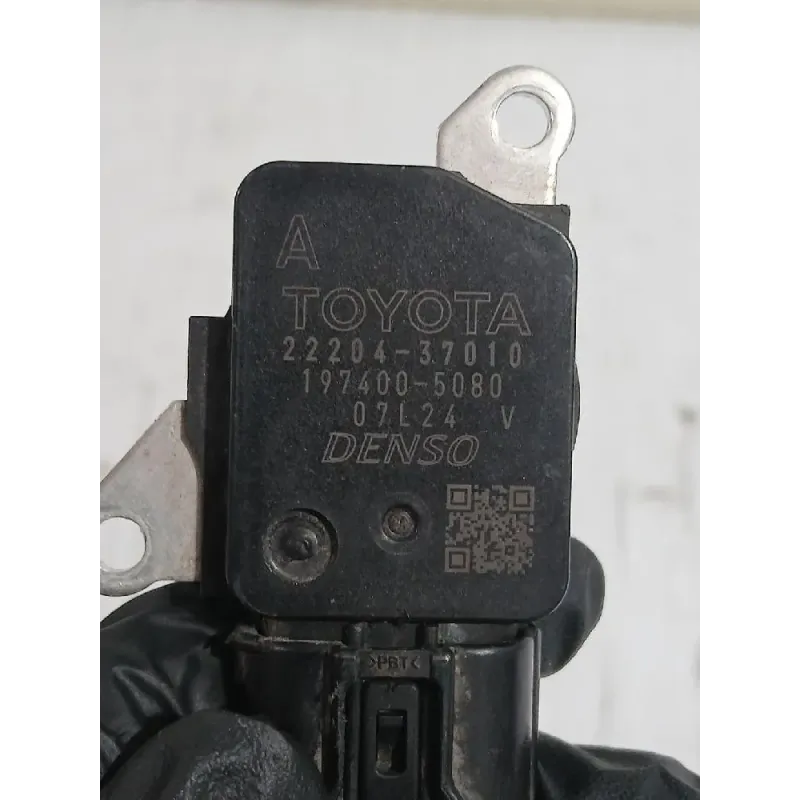 A
TOYOTA
22204-37010
197400-5080
07L24 V
DENSO
>PBT<